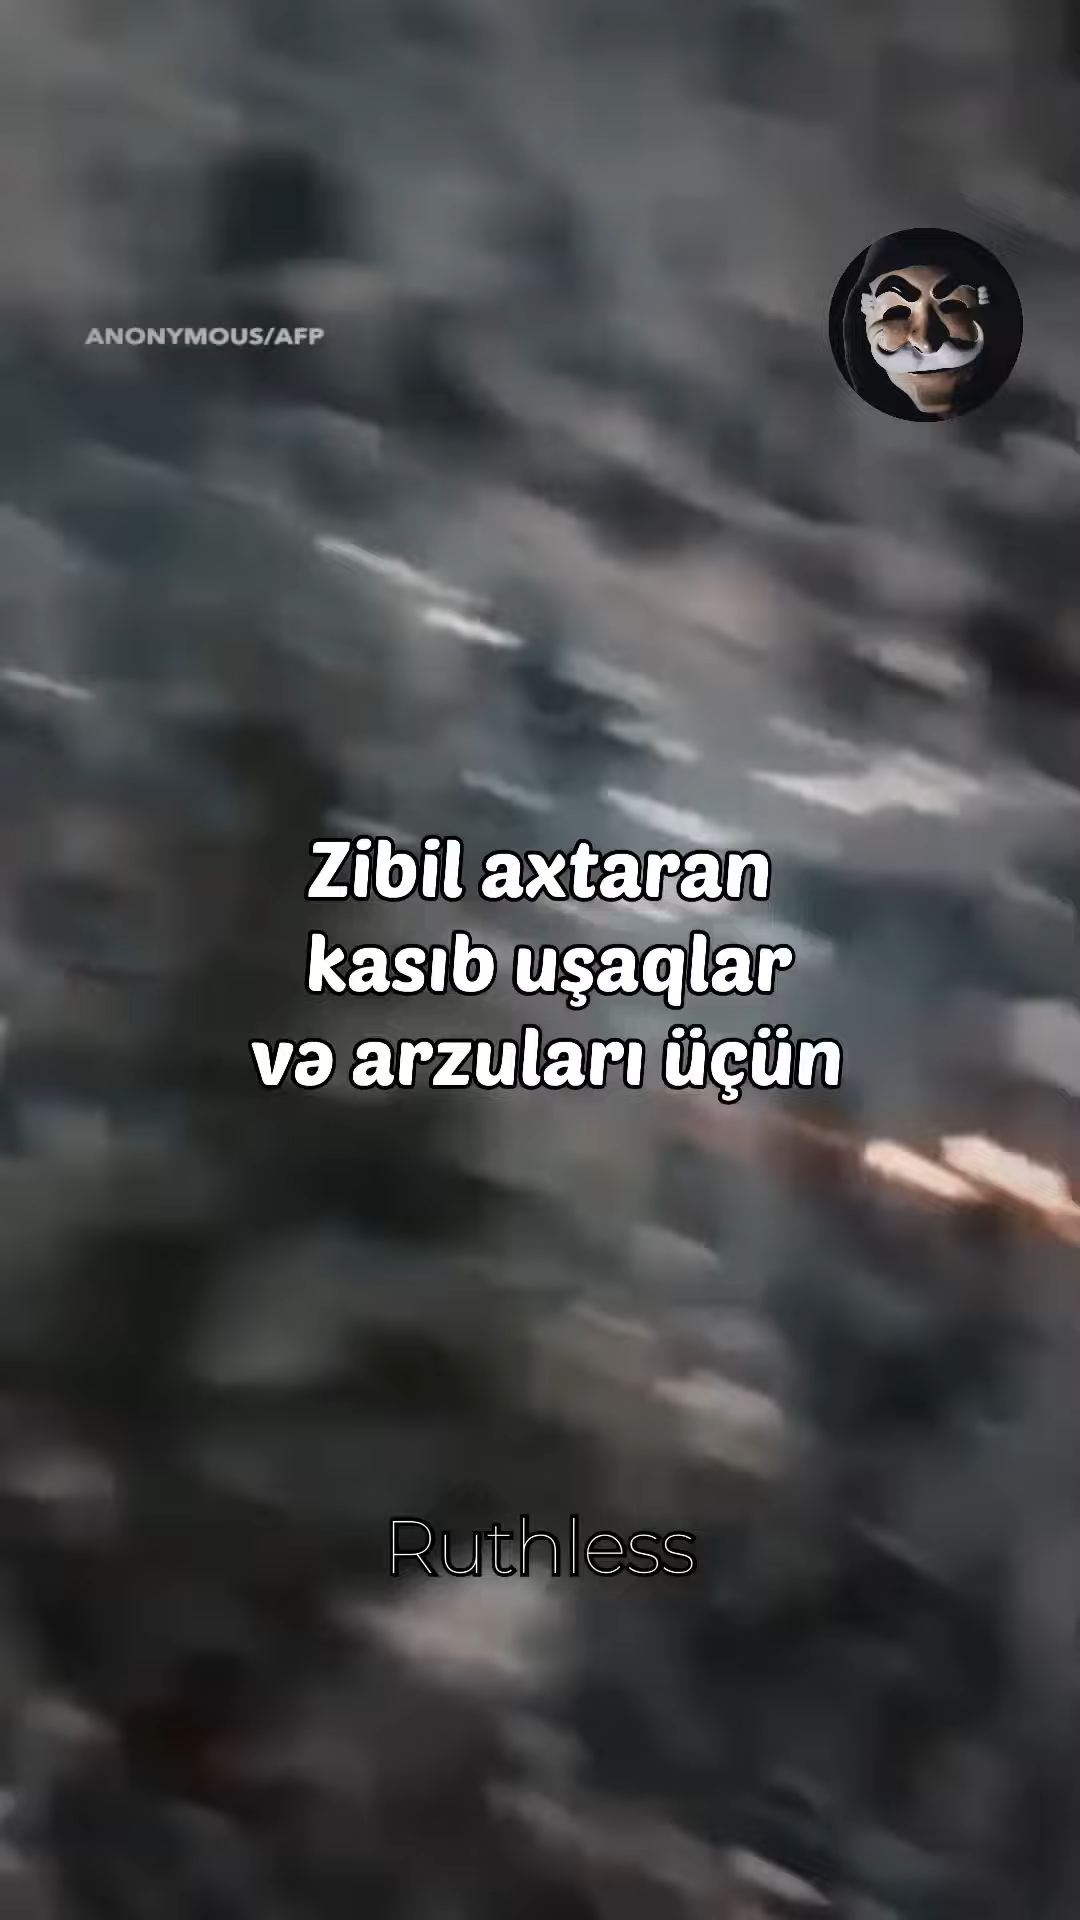 ANONYMOUS/AFP
Zibil axtaran
kasıb uşaqlar
və arzuları üçün
Ruthless